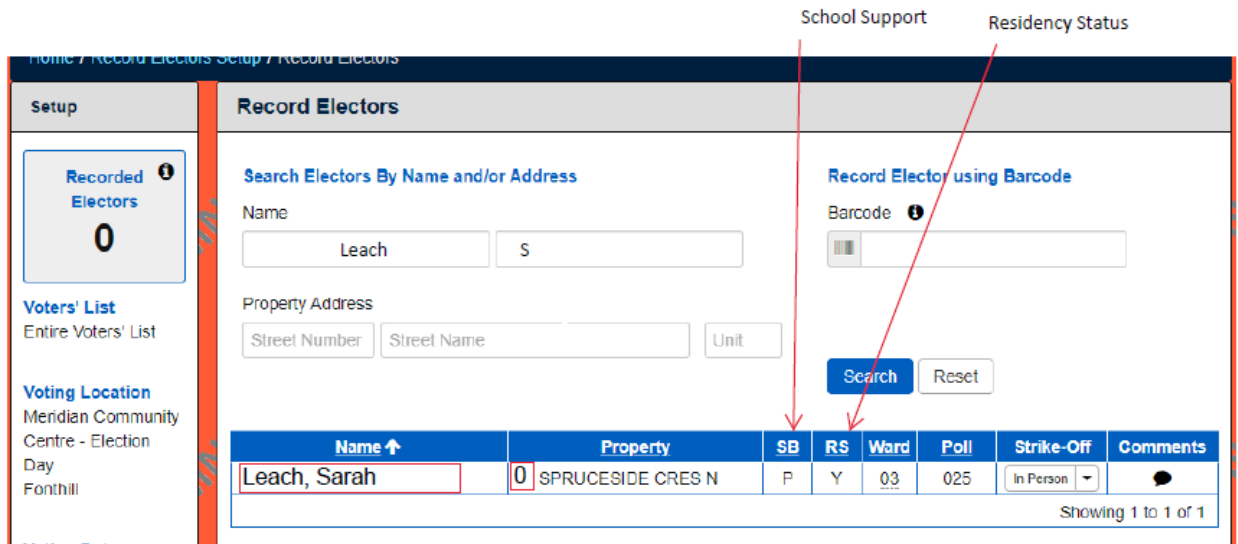 School Support
Residency Status
Home / Record Electors Setup / Record Electors
Setup
Record Electors
Recorded
Electors
0
Search Electors By Name and/or Address
Record Elector using Barcode
Name
Barcode
Leach S
Voters' List
Entire Voters' List
Property Address
Street Number Street Name Unit
Search Reset
Voting Location
Meridian Community
Centre - Election
Day
Fonthill
Name Property SB RS Ward Poll Strike-Off Comments
Leach, Sarah 0 SPRUCESIDE CRES N P Y 03 025 In Person
Showing 1 to 1 of 1